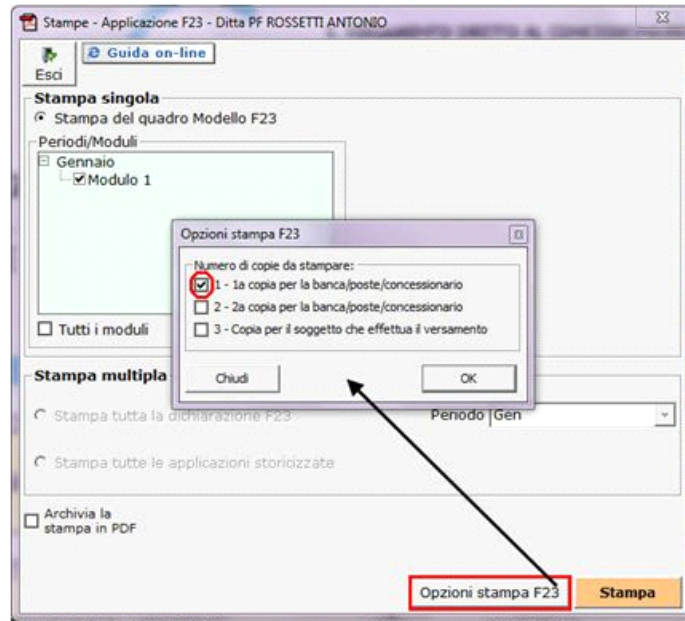 Stampe - Applicazione F23 - Ditta PF ROSSETTI ANTONIO
Esci
Guida on-line
Stampa singola
Stampa del quadro Modello F23
Periodi/Moduli
Gennaio
Modulo 1
Tutti i moduli
Opzioni stampa F23
Numero di copie da stampare:
1 - 1a copia per la banca/poste/concessionario
2 - 2a copia per la banca/poste/concessionario
3 - Copia per il soggetto che effettua il versamento
Chiudi
OK
Stampa multipla
Stampa tutta la dichiarazione F23
Periodo Gen
Stampa tutte le applicazioni storicizzate
Archivia la
stampa in PDF
Opzioni stampa F23
Stampa